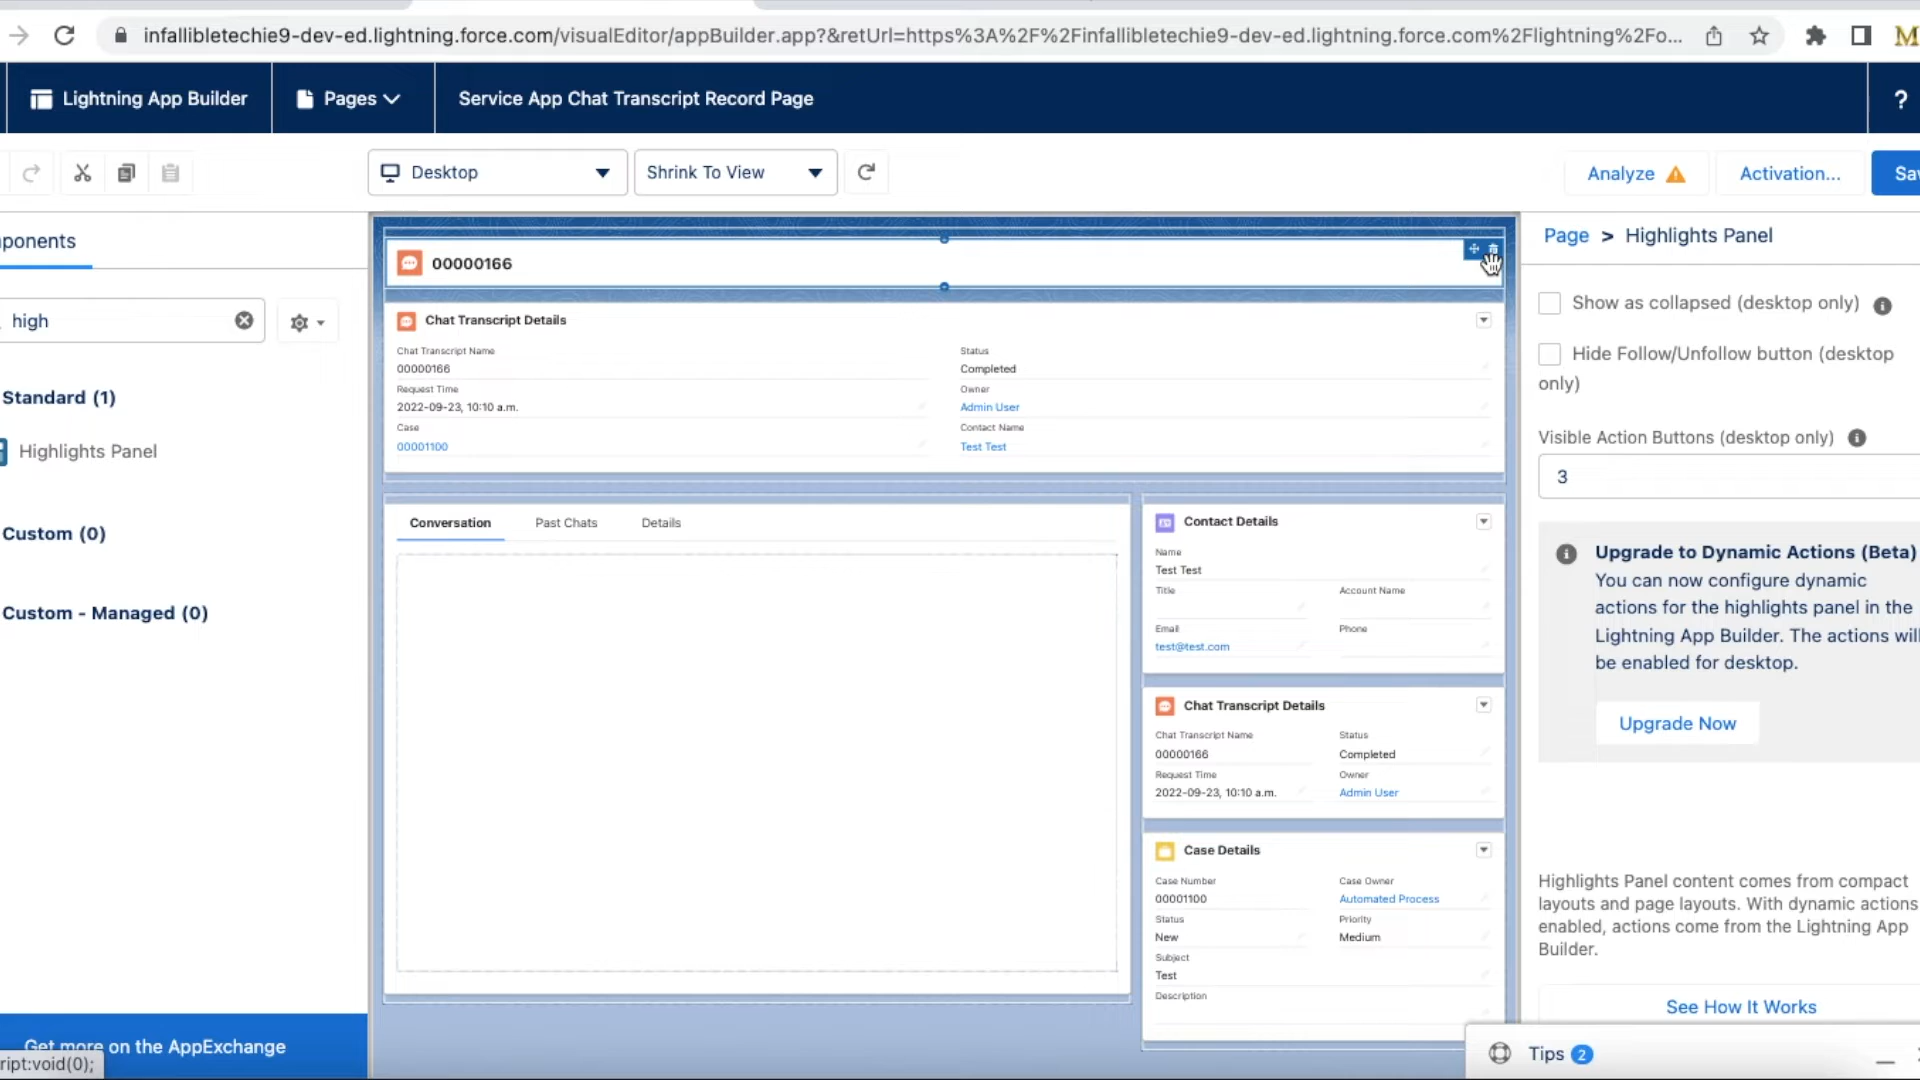 infallibletechie9-dev-ed.lightning.force.com/visualEditor/appBuilder.app?&retUrl=https%3A%2F%2Finfallibletechie9-dev-ed.lightning.force.com%2Flightning%2Fo...
M
Lightning App Builder
Pages
Service App Chat Transcript Record Page
?
Desktop
Shrink To View
Analyze
Activation...
Sav
ponents
high
Standard (1)
Highlights Panel
Custom (0)
Custom - Managed (0)
Get more on the AppExchange
ript:void(0);
00000166
Chat Transcript Details
Chat Transcript Name
00000166
Status
Completed
Request Time
2022-09-23, 10:10 a.m.
Owner
Admin User
Case
00001100
Contact Name
Test Test
Conversation
Past Chats
Details
Contact Details
Name
Test Test
Title
Account Name
Email
test@test.com
Phone
Chat Transcript Details
Chat Transcript Name
00000166
Status
Completed
Request Time
2022-09-23, 10:10 a.m.
Owner
Admin User
Case Details
Case Number
00001100
Case Owner
Automated Process
Status
New
Priority
Medium
Subject
Test
Description
Page > Highlights Panel
Show as collapsed (desktop only)
Hide Follow/Unfollow button (desktop
only)
Visible Action Buttons (desktop only)
3
Upgrade to Dynamic Actions (Beta)
You can now configure dynamic
actions for the highlights panel in the
Lightning App Builder. The actions will
be enabled for desktop.
Upgrade Now
Highlights Panel content comes from compact
layouts and page layouts. With dynamic actions
enabled, actions come from the Lightning App
Builder.
See How It Works
Tips 2